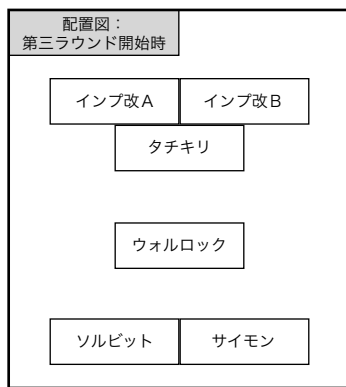 配置図：
第三ラウンド開始時
インプ改A
インプ改B
タチキリ
ウォルロック
ソルビット
サイモン